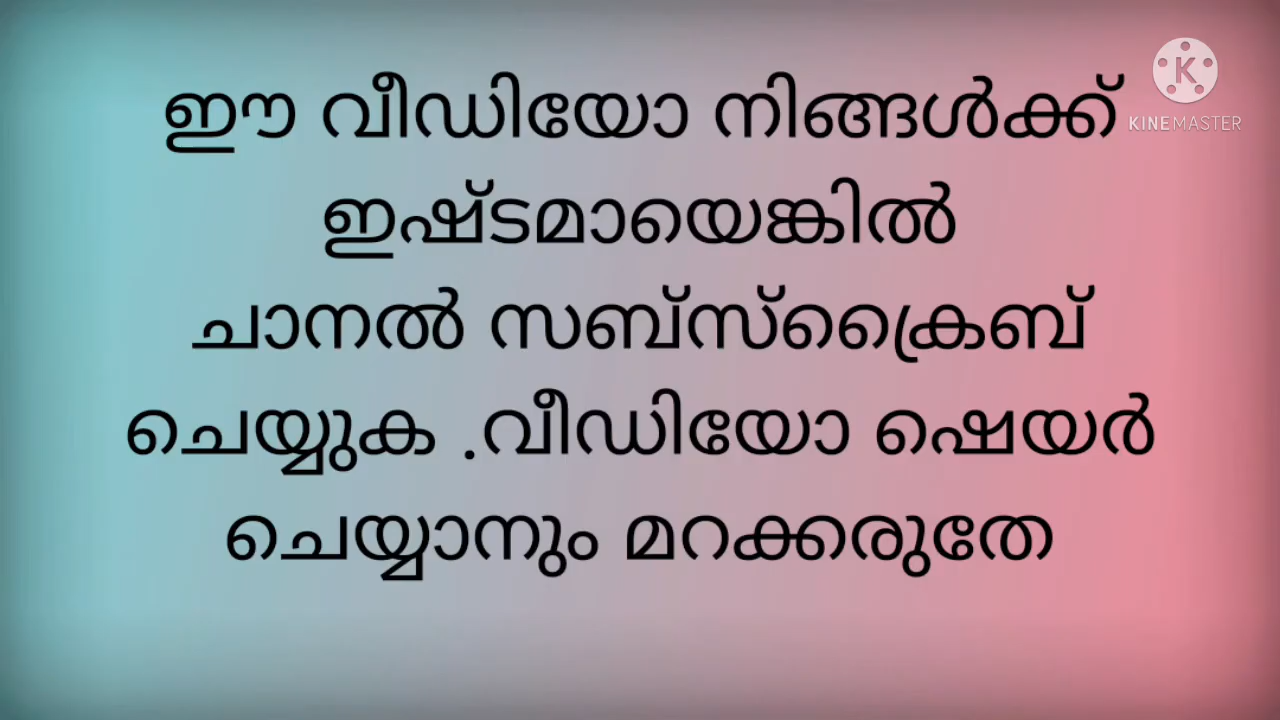 ഈ വീഡിയോ നിങ്ങൾക്ക്
ഇഷ്ടമായെങ്കിൽ
ചാനൽ സബ്സ്ക്രൈബ്
ചെയ്യുക .വീഡിയോ ഷെയർ
ചെയ്യാനും മറക്കരുതേ
K
KINEMASTER